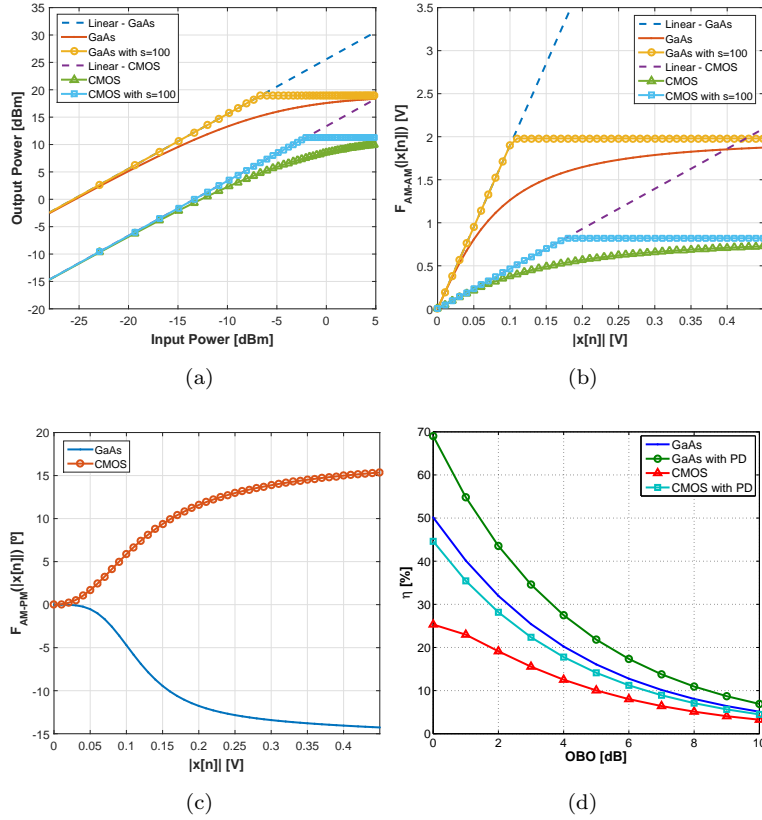 35
30
25
20
15
10
5
0
-5
-10
-15
-20
-25
-20
-15
-10
-5
0
5
Output Power [dBm]
Input Power [dBm]
Linear - GaAs
GaAs
GaAs with s=100
Linear - CMOS
CMOS
CMOS with s=100
(a)
3.5
3
2.5
2
1.5
1
0.5
0
0
0.05
0.1
0.15
0.2
0.25
0.3
0.35
0.4
F_AM-AM(|x[n]|) [V]
|x[n]| [V]
Linear - GaAs
GaAs
GaAs with s=100
Linear - CMOS
CMOS
CMOS with s=100
(b)
20
15
10
5
0
-5
-10
-15
0
0.05
0.1
0.15
0.2
0.25
0.3
0.35
0.4
F_AM-PM(|x[n]|) [º]
|x[n]| [V]
GaAs
CMOS
(c)
70
60
50
40
30
20
10
0
0
2
4
6
8
10
η [%]
OBO [dB]
GaAs
GaAs with PD
CMOS
CMOS with PD
(d)